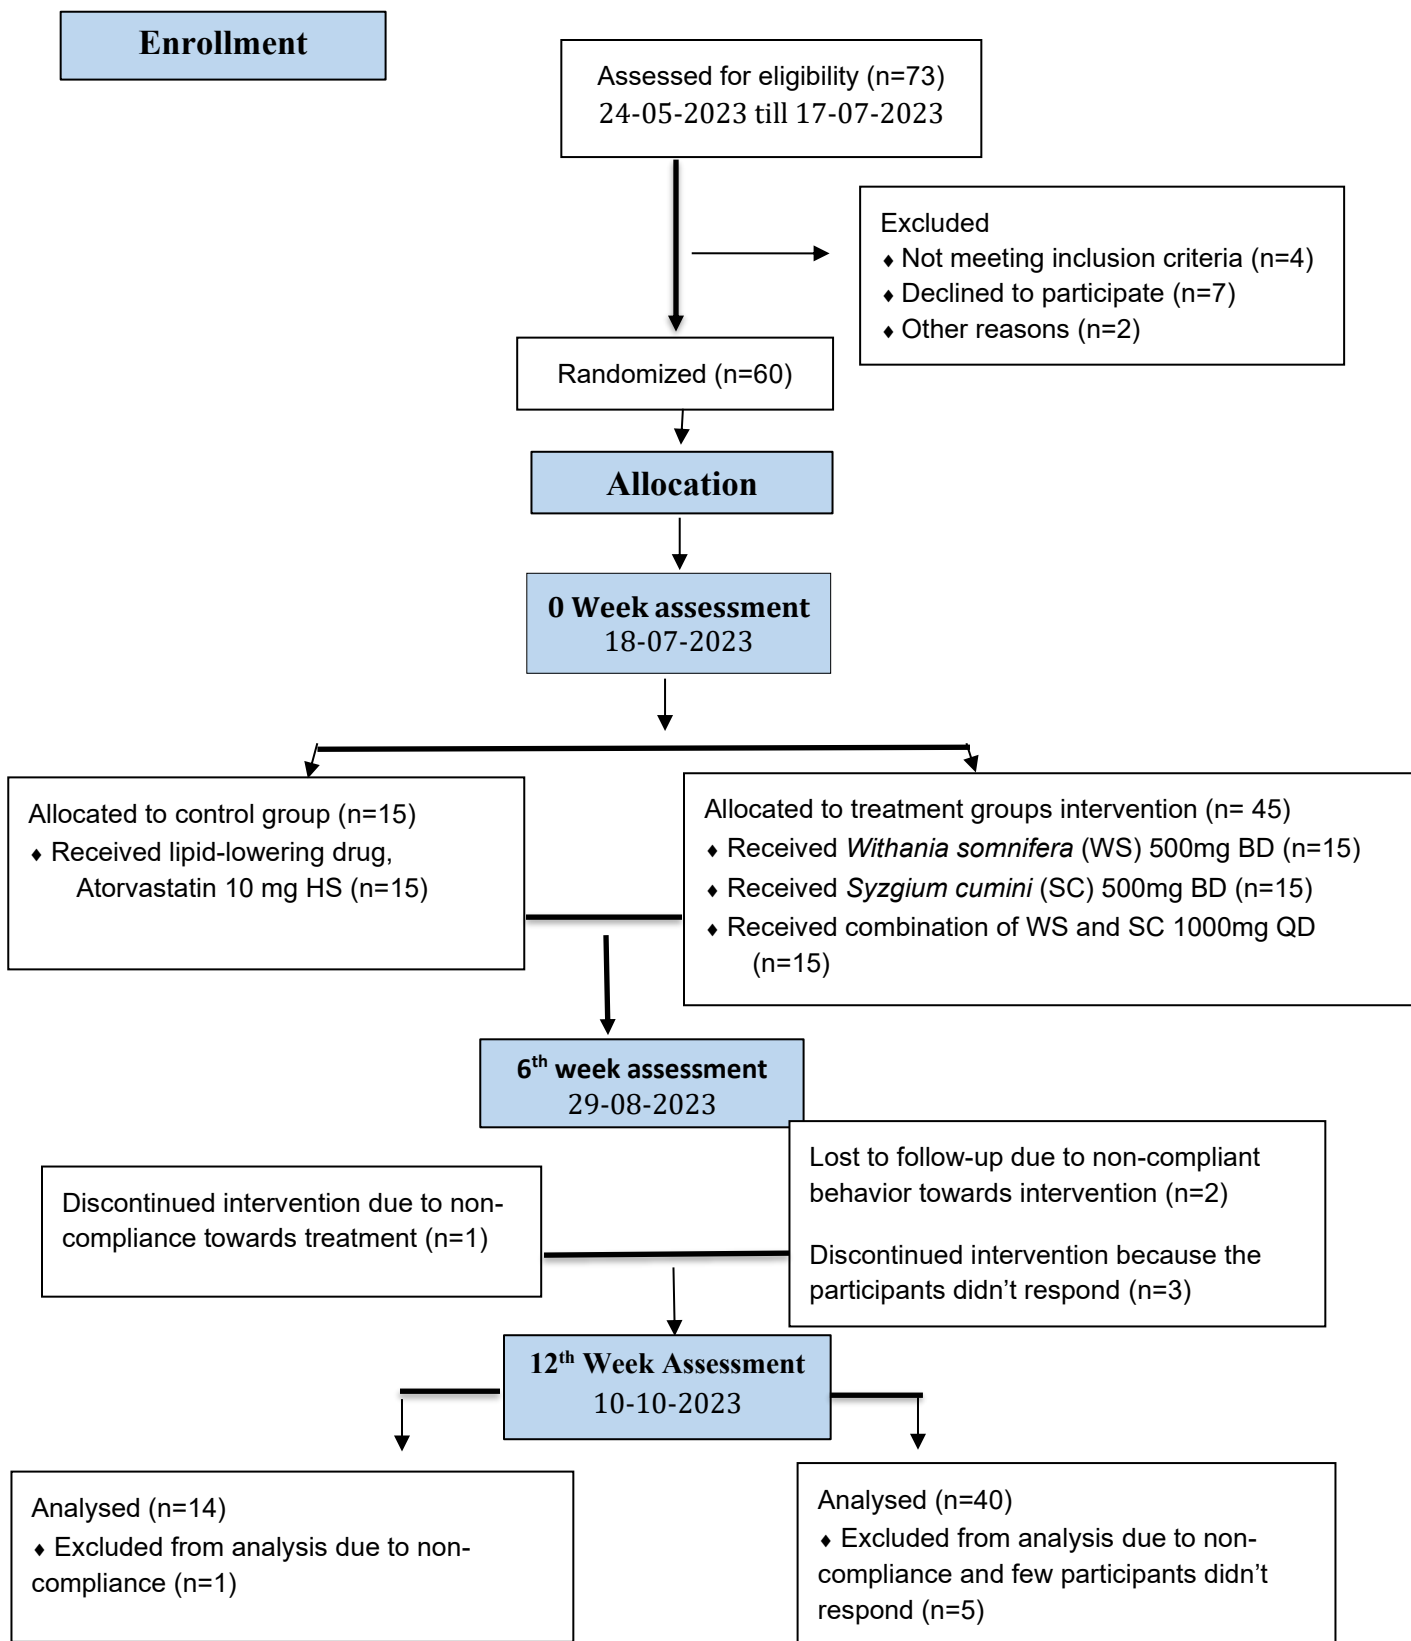 Enrollment
Assessed for eligibility (n=73)
24-05-2023 till 17-07-2023
Excluded
♦ Not meeting inclusion criteria (n=4)
♦ Declined to participate (n=7)
♦ Other reasons (n=2)
Randomized (n=60)
Allocation
0 Week assessment
18-07-2023
Allocated to control group (n=15)
♦ Received lipid-lowering drug,
Atorvastatin 10 mg HS (n=15)
Allocated to treatment groups intervention (n= 45)
♦ Received Withania somnifera (WS) 500mg BD (n=15)
♦ Received Syzgium cumini (SC) 500mg BD (n=15)
♦ Received combination of WS and SC 1000mg QD
(n=15)
6th week assessment
29-08-2023
Discontinued intervention due to non-
compliance towards treatment (n=1)
Lost to follow-up due to non-compliant
behavior towards intervention (n=2)
Discontinued intervention because the
participants didn’t respond (n=3)
12th Week Assessment
10-10-2023
Analysed (n=14)
♦ Excluded from analysis due to non-
compliance (n=1)
Analysed (n=40)
♦ Excluded from analysis due to non-
compliance and few participants didn’t
respond (n=5)